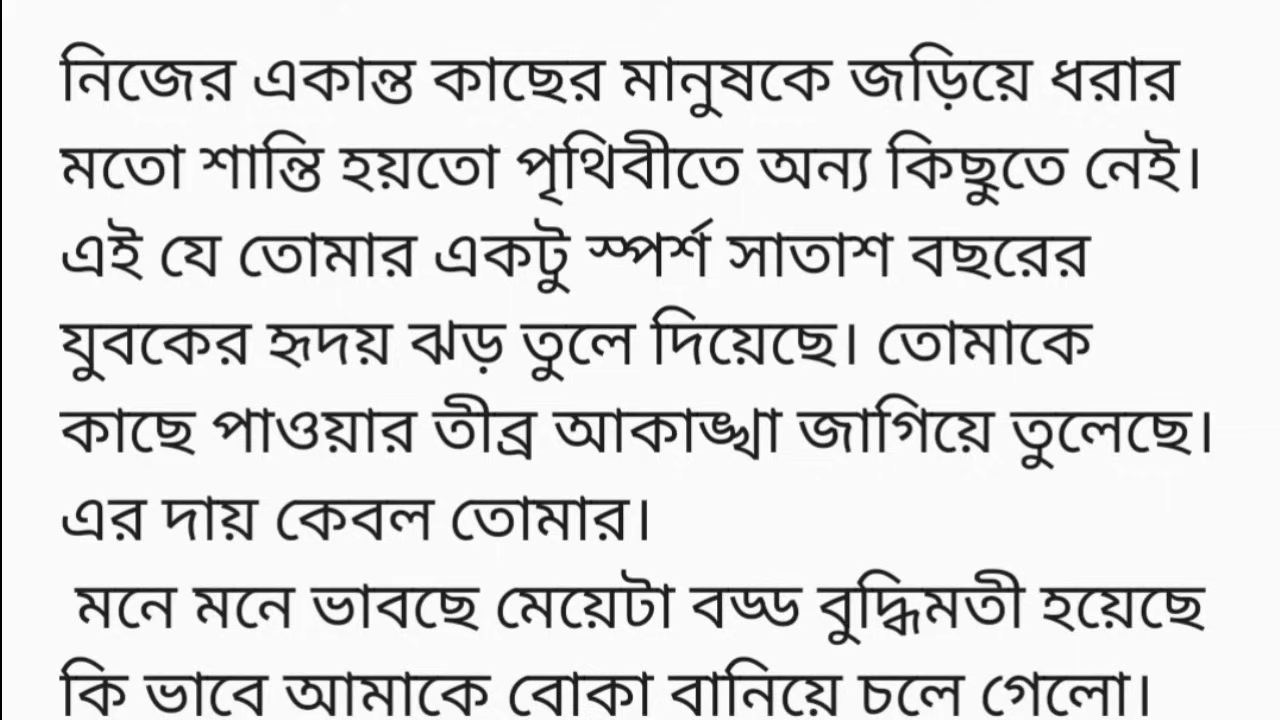 নিজের একান্ত কাছের মানুষকে জড়িয়ে ধরার
মতো শান্তি হয়তো পৃথিবীতে অন্য কিছুতে নেই।
এই যে তোমার একটু স্পর্শ সাতাশ বছরের
যুবকের হৃদয় ঝড় তুলে দিয়েছে। তোমাকে
কাছে পাওয়ার তীব্র আকাঙ্খা জাগিয়ে তুলেছে।
এর দায় কেবল তোমার।
মনে মনে ভাবছে মেয়েটা বড্ড বুদ্ধিমতী হয়েছে
কি ভাবে আমাকে বোকা বানিয়ে চলে গেলো।